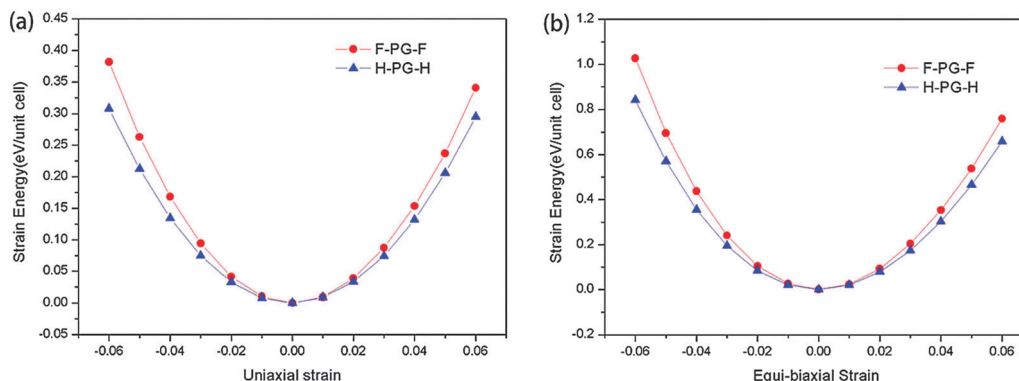 (a)
0.45
0.40
0.35
0.30
0.25
0.20
0.15
0.10
0.05
0.00
-0.05
Strain Energy(eV/unit cell)
F-PG-F
H-PG-H
-0.06 -0.04 -0.02 0.00 0.02 0.04 0.06
Uniaxial strain
(b)
1.2
1.0
0.8
0.6
0.4
0.2
0.0
-0.2
Strain Energy(eV/unit cell)
F-PG-F
H-PG-H
-0.06 -0.04 -0.02 0.00 0.02 0.04 0.06
Equi-biaxial Strain